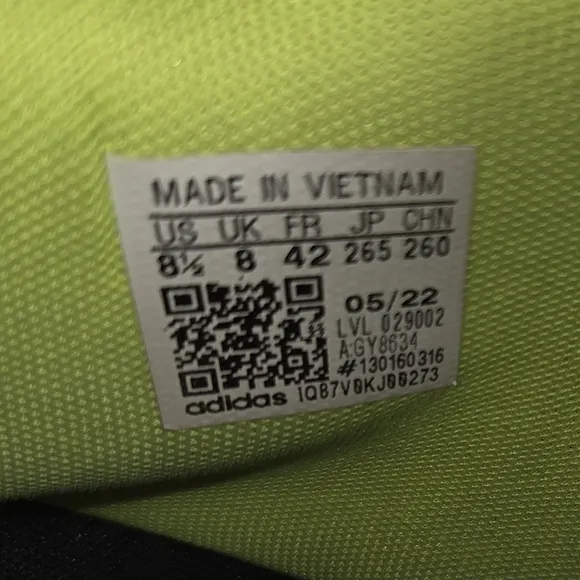 MADE IN VIETNAM
US UK FR JP CHN
8½ 8 42 265 260
05/22
LVL 029002
A:GY8634
#130160316
adidas 1QB7V0KJ00273